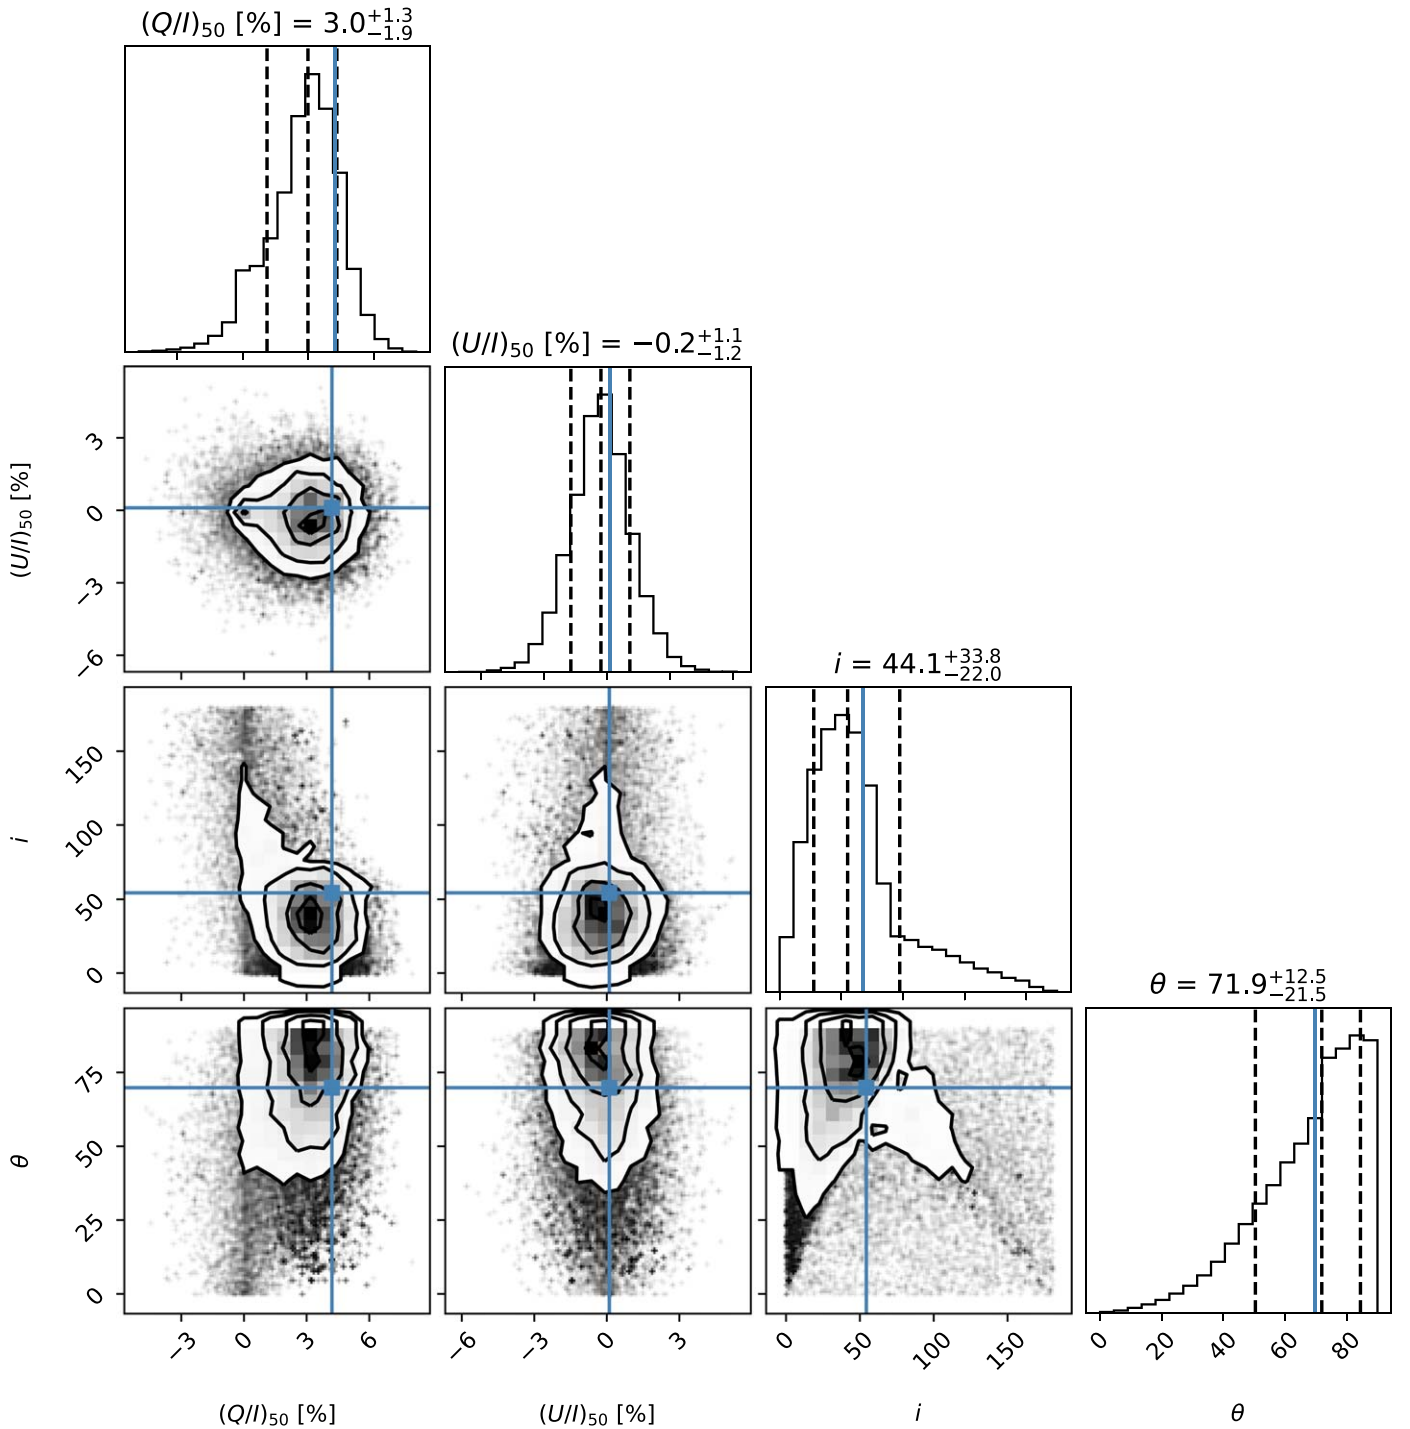 (Q/I)₅₀ [%] = 3.0⁺¹·³₋₁.₉
(U/I)₅₀ [%] = −0.2⁺¹·¹₋₁.₂
(U/I)₅₀ [%]
3
0
−3
−6
i = 44.1⁺³³·⁸₋₂₂.₀
i
150
100
50
0
θ = 71.9⁺¹²·⁵₋₂₁.₅
θ
75
50
25
0
−3 0 3 6
−6 −3 0 3
0 50 100 150
0 20 40 60 80
(Q/I)₅₀ [%]
(U/I)₅₀ [%]
i
θ